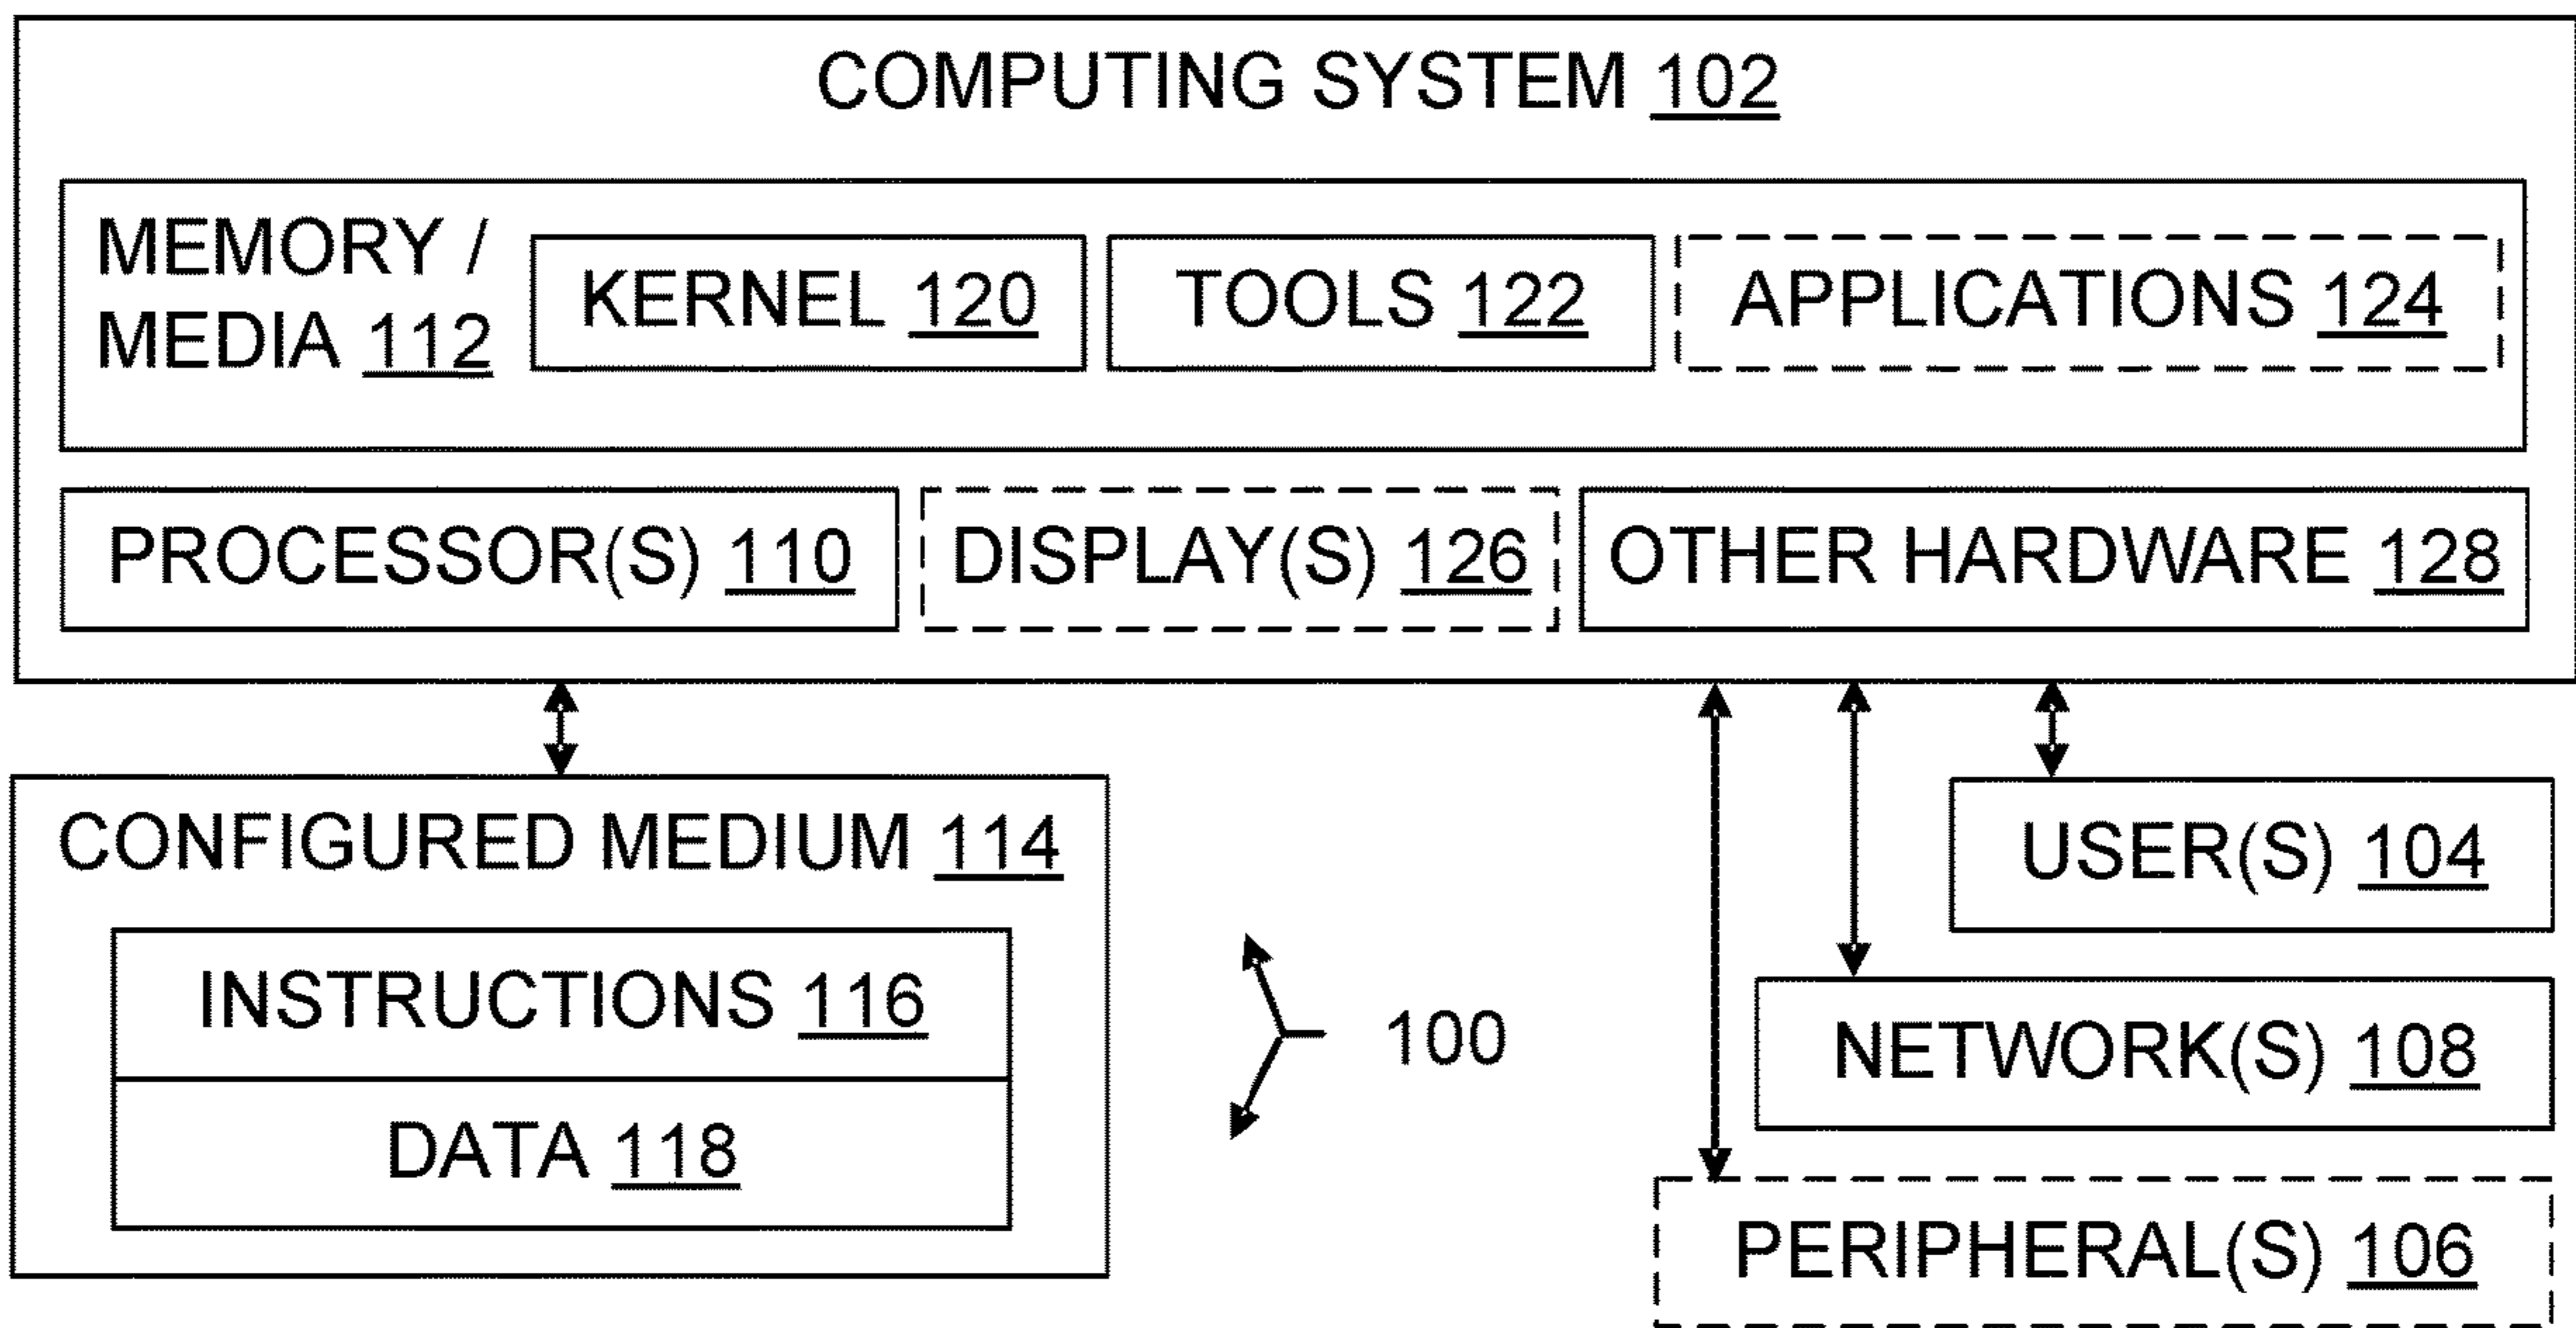 COMPUTING SYSTEM 102
MEMORY /
MEDIA 112
KERNEL 120
TOOLS 122
APPLICATIONS 124
PROCESSOR(S) 110
DISPLAY(S) 126
OTHER HARDWARE 128
CONFIGURED MEDIUM 114
INSTRUCTIONS 116
DATA 118
100
USER(S) 104
NETWORK(S) 108
PERIPHERAL(S) 106